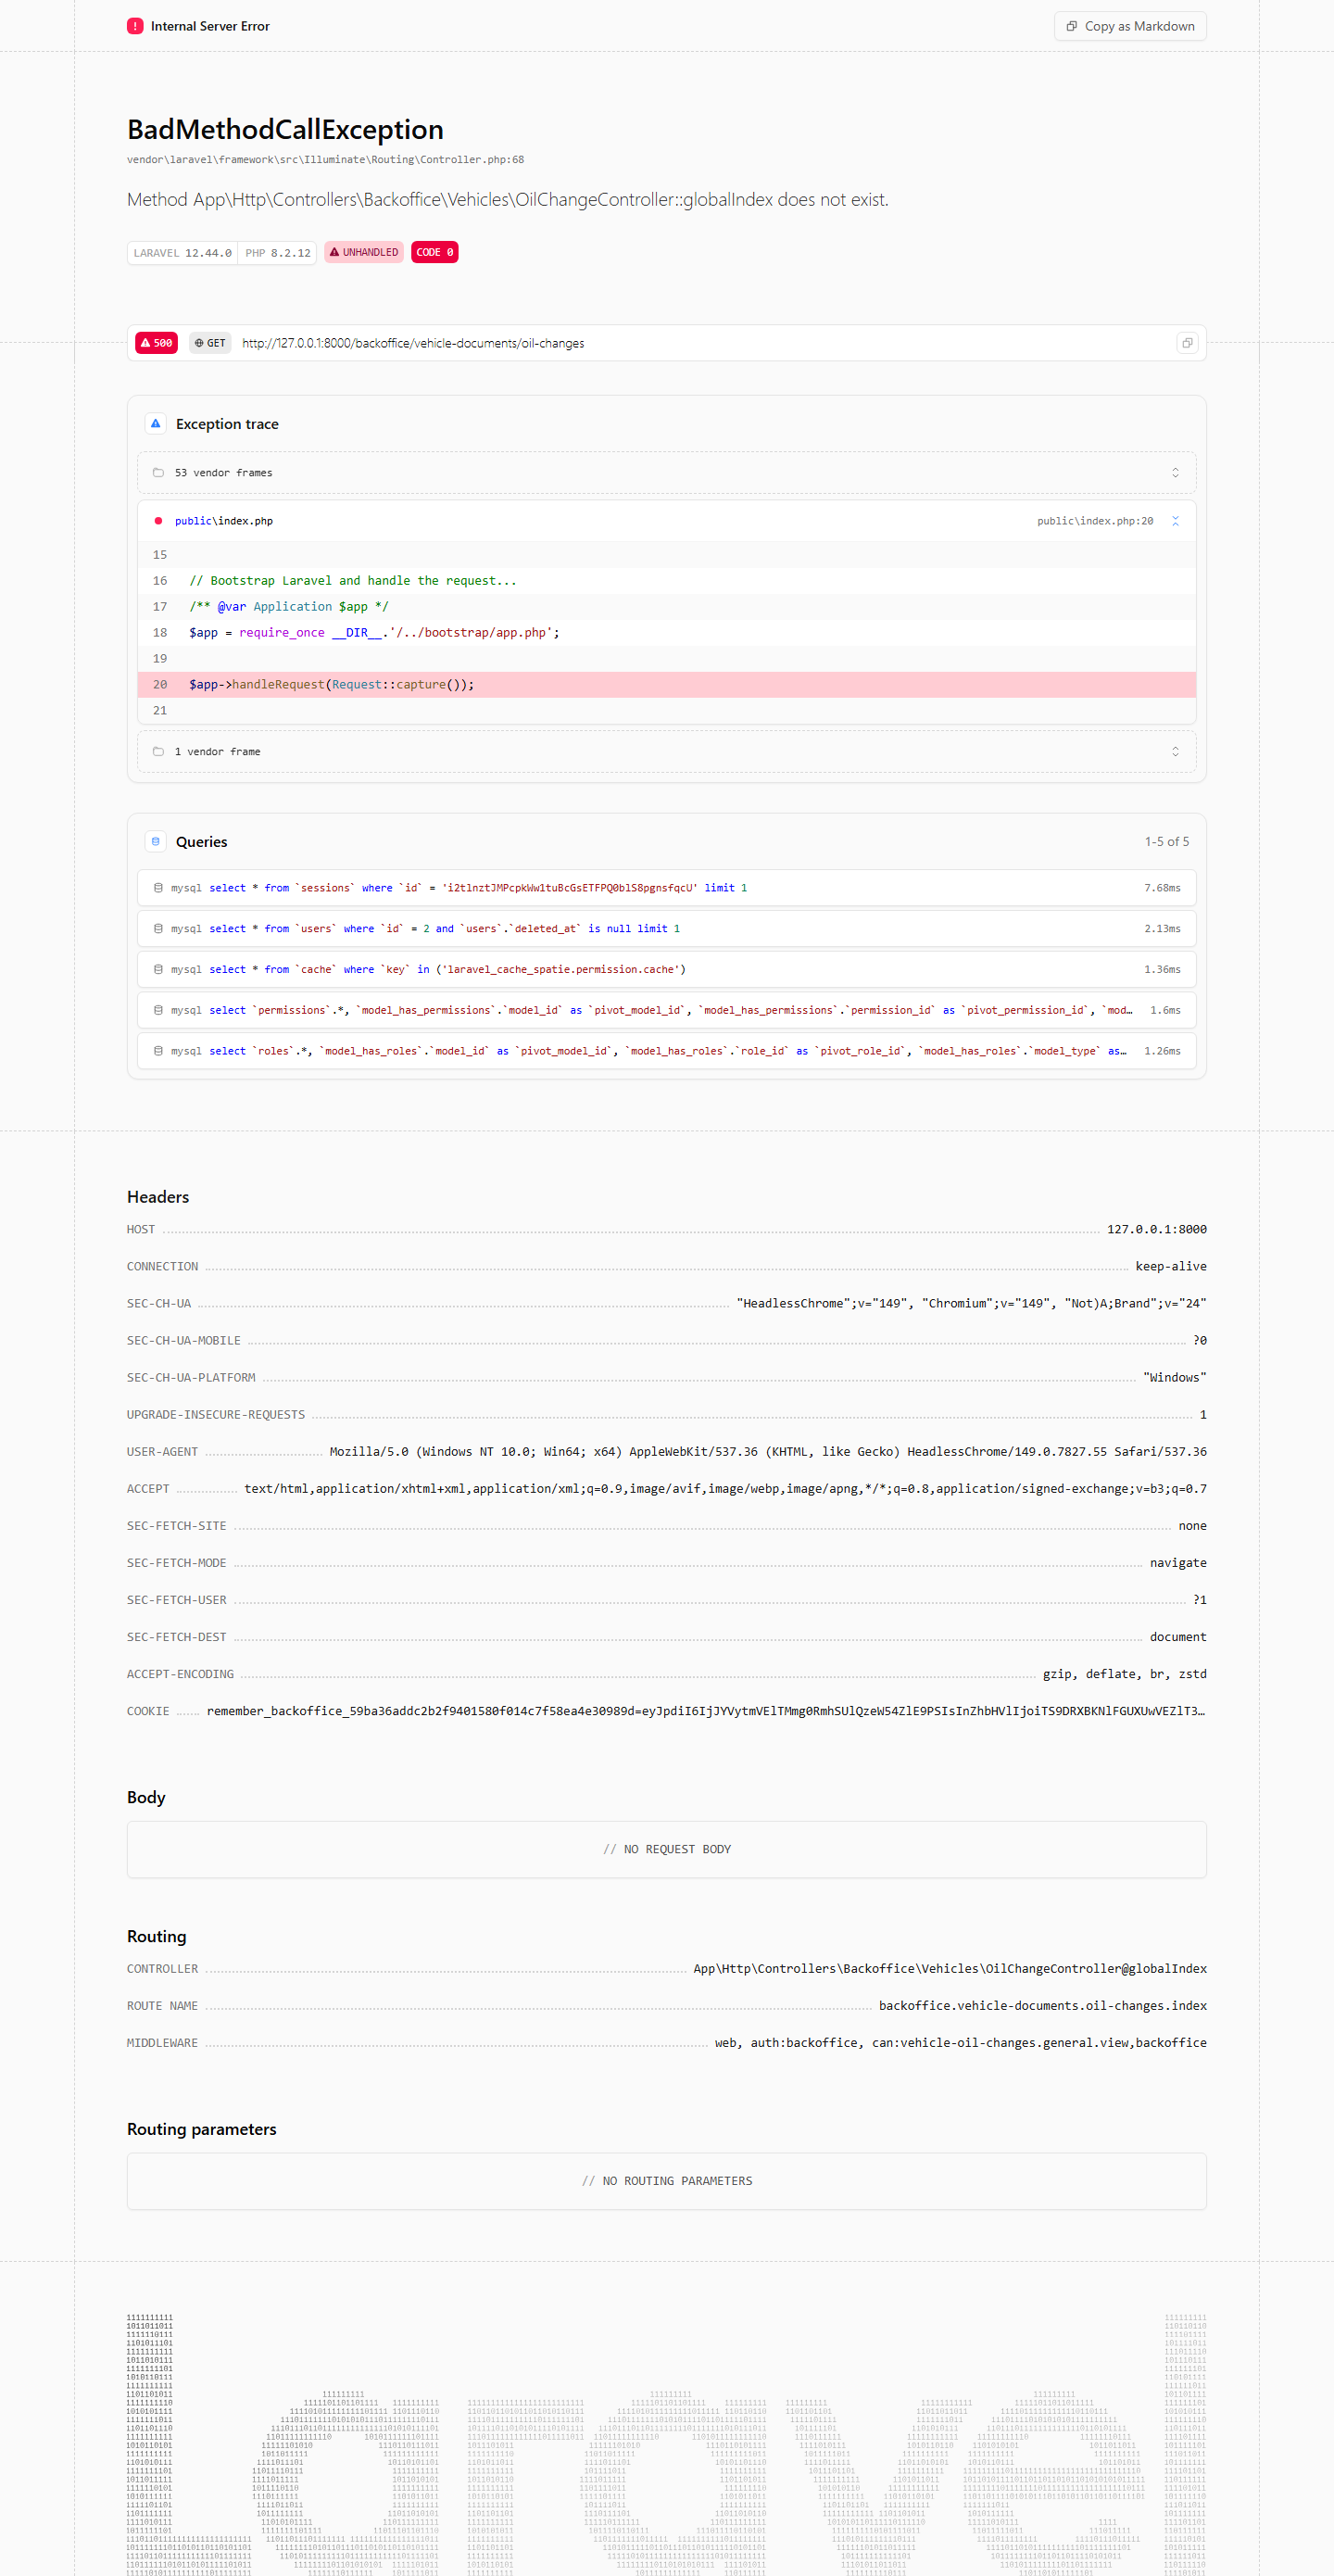 Internal Server Error
Copy as Markdown
BadMethodCallException
vendor\laravel\framework\src\Illuminate\Routing\Controller.php:68
Method App\Http\Controllers\Backoffice\Vehicles\OilChangeController::globalIndex does not exist.
LARAVEL 12.44.0 PHP 8.2.12 UNHANDLED CODE 0
500 GET http://127.0.0.1:8000/backoffice/vehicle-documents/oil-changes
Exception trace
53 vendor frames
public\index.php public\index.php:20
15
16 // Bootstrap Laravel and handle the request...
17 /** @var Application $app */
18 $app = require_once __DIR__.'/../bootstrap/app.php';
19
20 $app->handleRequest(Request::capture());
21
1 vendor frame
Queries 1-5 of 5
mysql select * from `sessions` where `id` = 'i2tlnztJMPcpkWw1tuBcGsETFPQ0blS8pgnsfqcU' limit 1 7.68ms
mysql select * from `users` where `id` = 2 and `users`.`deleted_at` is null limit 1 2.13ms
mysql select * from `cache` where `key` in ('laravel_cache_spatie.permission.cache') 1.36ms
mysql select `permissions`.*, `model_has_permissions`.`model_id` as `pivot_model_id`, `model_has_permissions`.`permission_id` as `pivot_permission_id`, `mod… 1.6ms
mysql select `roles`.*, `model_has_roles`.`model_id` as `pivot_model_id`, `model_has_roles`.`role_id` as `pivot_role_id`, `model_has_roles`.`model_type` as… 1.26ms
Headers
HOST 127.0.0.1:8000
CONNECTION keep-alive
SEC-CH-UA "HeadlessChrome";v="149", "Chromium";v="149", "Not)A;Brand";v="24"
SEC-CH-UA-MOBILE ?0
SEC-CH-UA-PLATFORM "Windows"
UPGRADE-INSECURE-REQUESTS 1
USER-AGENT Mozilla/5.0 (Windows NT 10.0; Win64; x64) AppleWebKit/537.36 (KHTML, like Gecko) HeadlessChrome/149.0.7827.55 Safari/537.36
ACCEPT text/html,application/xhtml+xml,application/xml;q=0.9,image/avif,image/webp,image/apng,*/*;q=0.8,application/signed-exchange;v=b3;q=0.7
SEC-FETCH-SITE none
SEC-FETCH-MODE navigate
SEC-FETCH-USER ?1
SEC-FETCH-DEST document
ACCEPT-ENCODING gzip, deflate, br, zstd
COOKIE remember_backoffice_59ba36addc2b2f9401580f014c7f58ea4e30989d=eyJpdiI6IjJYVytmVElTMmg0RmhSUlQzeW54ZlE9PSIsInZhbHVlIjoiTS9DRXBKNlFGUXUwVEZlT3…
Body
// NO REQUEST BODY
Routing
CONTROLLER App\Http\Controllers\Backoffice\Vehicles\OilChangeController@globalIndex
ROUTE NAME backoffice.vehicle-documents.oil-changes.index
MIDDLEWARE web, auth:backoffice, can:vehicle-oil-changes.general.view,backoffice
Routing parameters
// NO ROUTING PARAMETERS